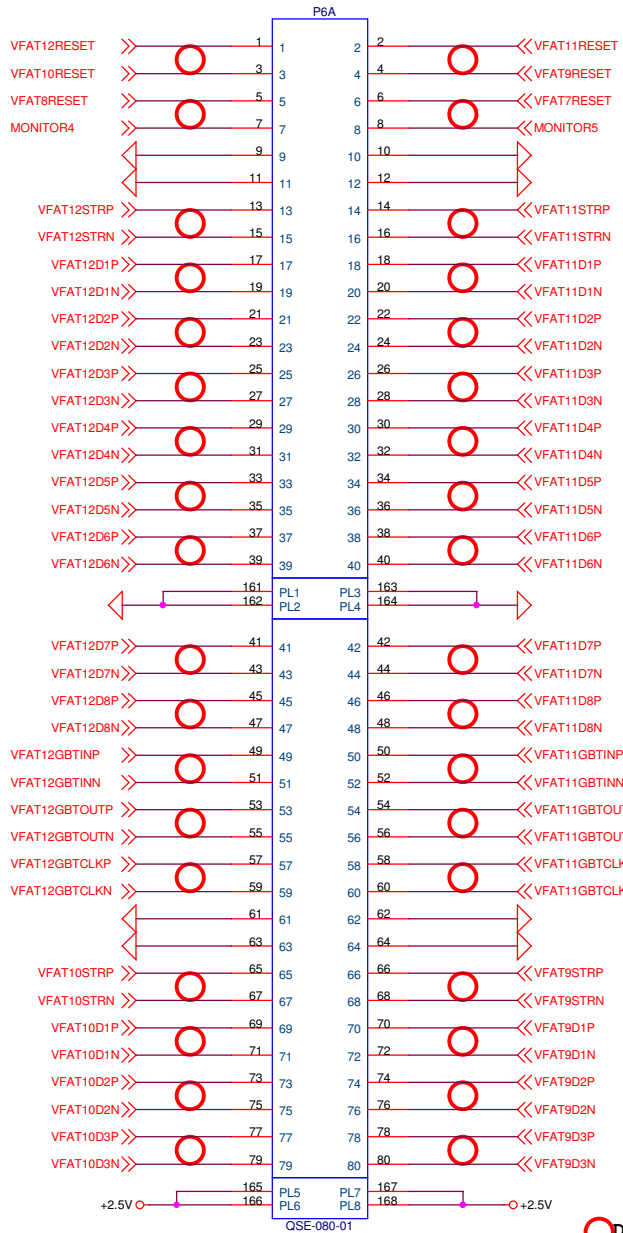 P6A
VFAT12RESET 1 1 2 2 VFAT11RESET
VFAT10RESET 3 3 4 4 VFAT9RESET
VFAT8RESET 5 5 6 6 VFAT7RESET
MONITOR4 7 7 8 8 MONITOR5
9 9 10 10
11 11 12 12
VFAT12STRP 13 13 14 14 VFAT11STRP
VFAT12STRN 15 15 16 16 VFAT11STRN
VFAT12D1P 17 17 18 18 VFAT11D1P
VFAT12D1N 19 19 20 20 VFAT11D1N
VFAT12D2P 21 21 22 22 VFAT11D2P
VFAT12D2N 23 23 24 24 VFAT11D2N
VFAT12D3P 25 25 26 26 VFAT11D3P
VFAT12D3N 27 27 28 28 VFAT11D3N
VFAT12D4P 29 29 30 30 VFAT11D4P
VFAT12D4N 31 31 32 32 VFAT11D4N
VFAT12D5P 33 33 34 34 VFAT11D5P
VFAT12D5N 35 35 36 36 VFAT11D5N
VFAT12D6P 37 37 38 38 VFAT11D6P
VFAT12D6N 39 39 40 40 VFAT11D6N
161 PL1 PL3 163
162 PL2 PL4 164
VFAT12D7P 41 41 42 42 VFAT11D7P
VFAT12D7N 43 43 44 44 VFAT11D7N
VFAT12D8P 45 45 46 46 VFAT11D8P
VFAT12D8N 47 47 48 48 VFAT11D8N
VFAT12GBTINP 49 49 50 50 VFAT11GBTINP
VFAT12GBTINN 51 51 52 52 VFAT11GBTINN
VFAT12GBTOUTP 53 53 54 54 VFAT11GBTOU
VFAT12GBTOUTN 55 55 56 56 VFAT11GBTOU
VFAT12GBTCLKP 57 57 58 58 VFAT11GBTCLK
VFAT12GBTCLKN 59 59 60 60 VFAT11GBTCLK
61 61 62 62
63 63 64 64
VFAT10STRP 65 65 66 66 VFAT9STRP
VFAT10STRN 67 67 68 68 VFAT9STRN
VFAT10D1P 69 69 70 70 VFAT9D1P
VFAT10D1N 71 71 72 72 VFAT9D1N
VFAT10D2P 73 73 74 74 VFAT9D2P
VFAT10D2N 75 75 76 76 VFAT9D2N
VFAT10D3P 77 77 78 78 VFAT9D3P
VFAT10D3N 79 79 80 80 VFAT9D3N
165 PL5 PL7 167
+2.5V 166 PL6 PL8 168 +2.5V
QSE-080-01